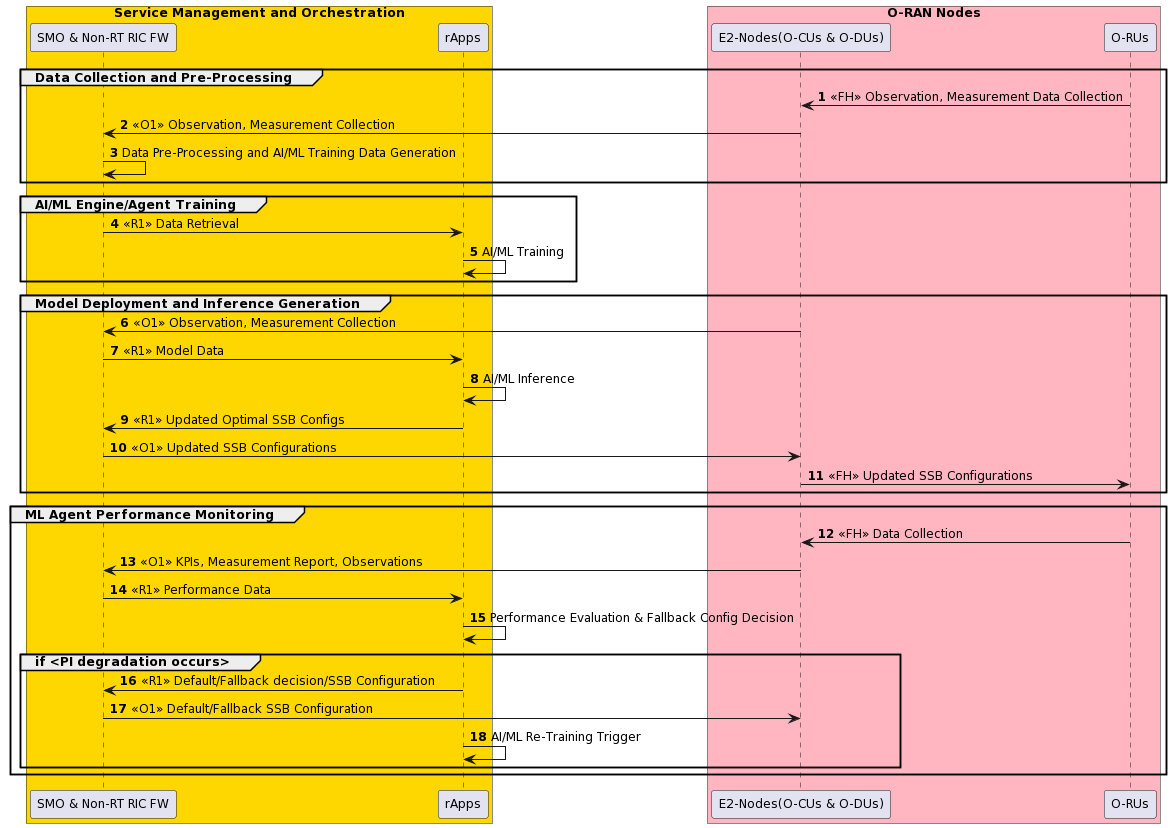 Service Management and Orchestration
O-RAN Nodes
SMO & Non-RT RIC FW
rApps
E2-Nodes(O-CUs & O-DUs)
O-RUs
Data Collection and Pre-Processing
1 «FH» Observation, Measurement Data Collection
2 «O1» Observation, Measurement Collection
3 Data Pre-Processing and AI/ML Training Data Generation
AI/ML Engine/Agent Training
4 «R1» Data Retrieval
5 AI/ML Training
Model Deployment and Inference Generation
6 «O1» Observation, Measurement Collection
7 «R1» Model Data
8 AI/ML Inference
9 «R1» Updated Optimal SSB Configs
10 «O1» Updated SSB Configurations
11 «FH» Updated SSB Configurations
ML Agent Performance Monitoring
12 «FH» Data Collection
13 «O1» KPIs, Measurement Report, Observations
14 «R1» Performance Data
15 Performance Evaluation & Fallback Config Decision
if <PI degradation occurs>
16 «R1» Default/Fallback decision/SSB Configuration
17 «O1» Default/Fallback SSB Configuration
18 AI/ML Re-Training Trigger
SMO & Non-RT RIC FW
rApps
E2-Nodes(O-CUs & O-DUs)
O-RUs